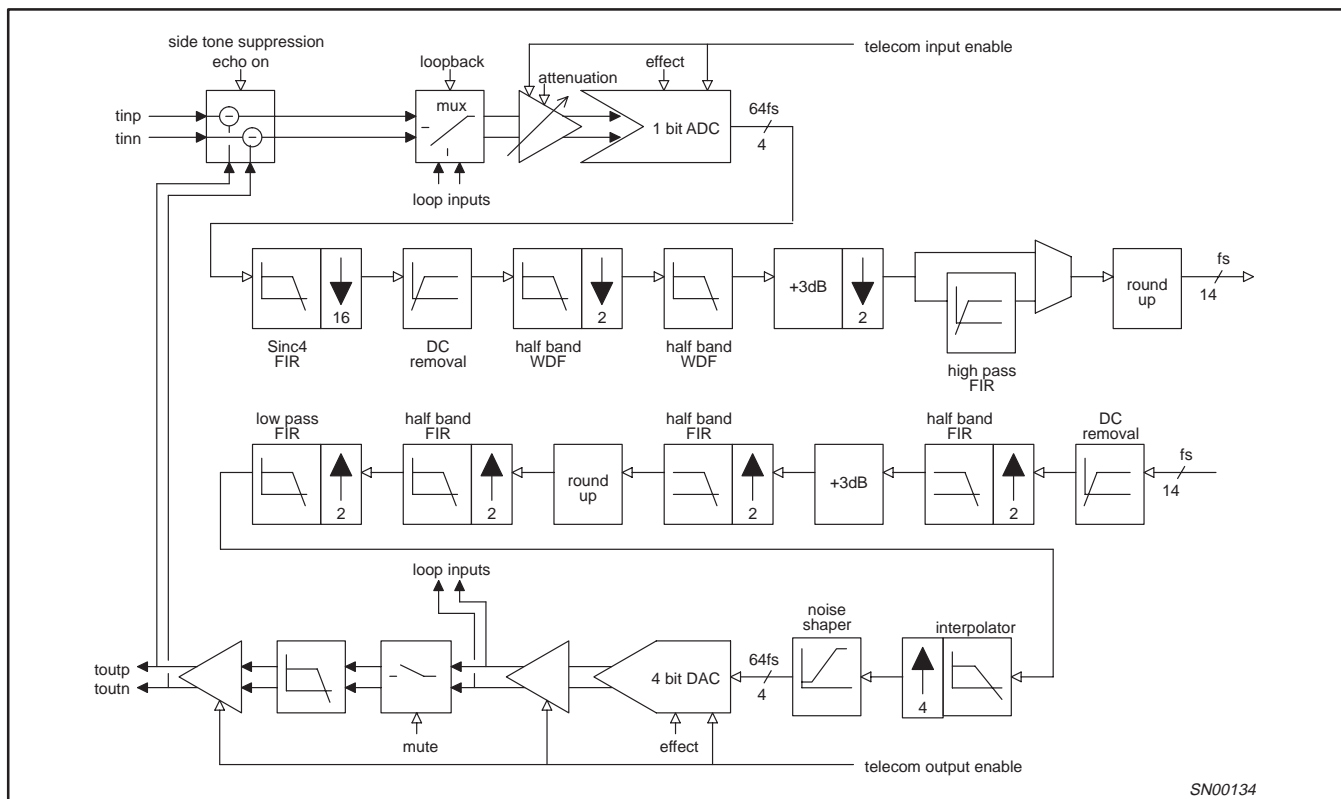 side tone suppression
echo on
loopback
effect
telecom input enable
attenuation
tinp
tinn
mux
1 bit ADC
64fs
4
loop inputs
16
2
+3dB
2
round
up
fs
14
Sinc4
FIR
DC
removal
half band
WDF
half band
WDF
high pass
FIR
low pass
FIR
half band
FIR
half band
FIR
half band
FIR
DC
removal
2
2
round
up
2
+3dB
2
fs
14
loop inputs
noise
shaper
interpolator
toutp
toutn
4 bit DAC
64fs
4
4
mute
effect
telecom output enable
SN00134